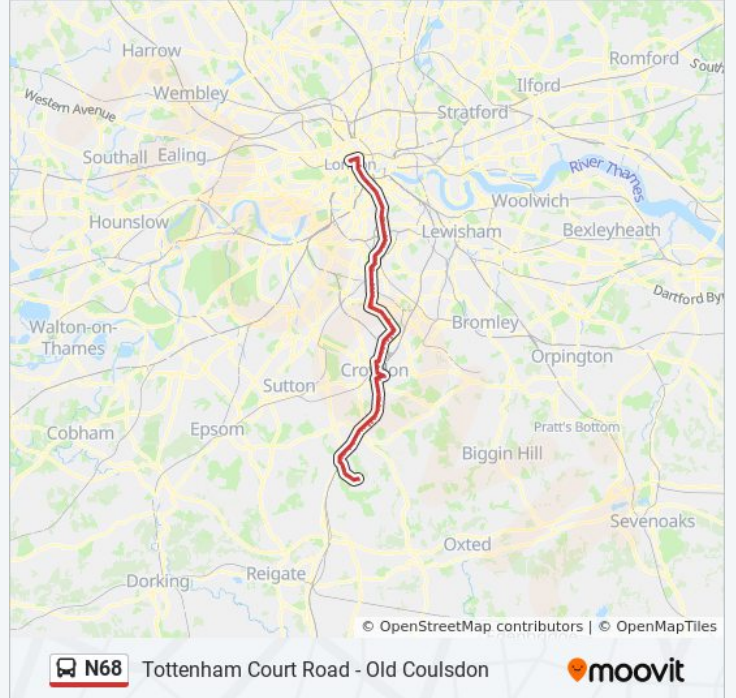 Harrow
Romford
South
Ilford
Wembley
Western Avenue
Stratford
Southall
Ealing
London
River Thames
Woolwich
Hounslow
Lewisham
Bexleyheath
Dartford By
Walton-on-
Thames
Bromley
Orpington
Croydon
Sutton
Cobham
Epsom
Pratt's Bottom
Biggin Hill
Sevenoaks
Oxted
Dorking
Reigate
© OpenStreetMap contributors | © OpenMapTiles
N68 Tottenham Court Road - Old Coulsdon
moovit